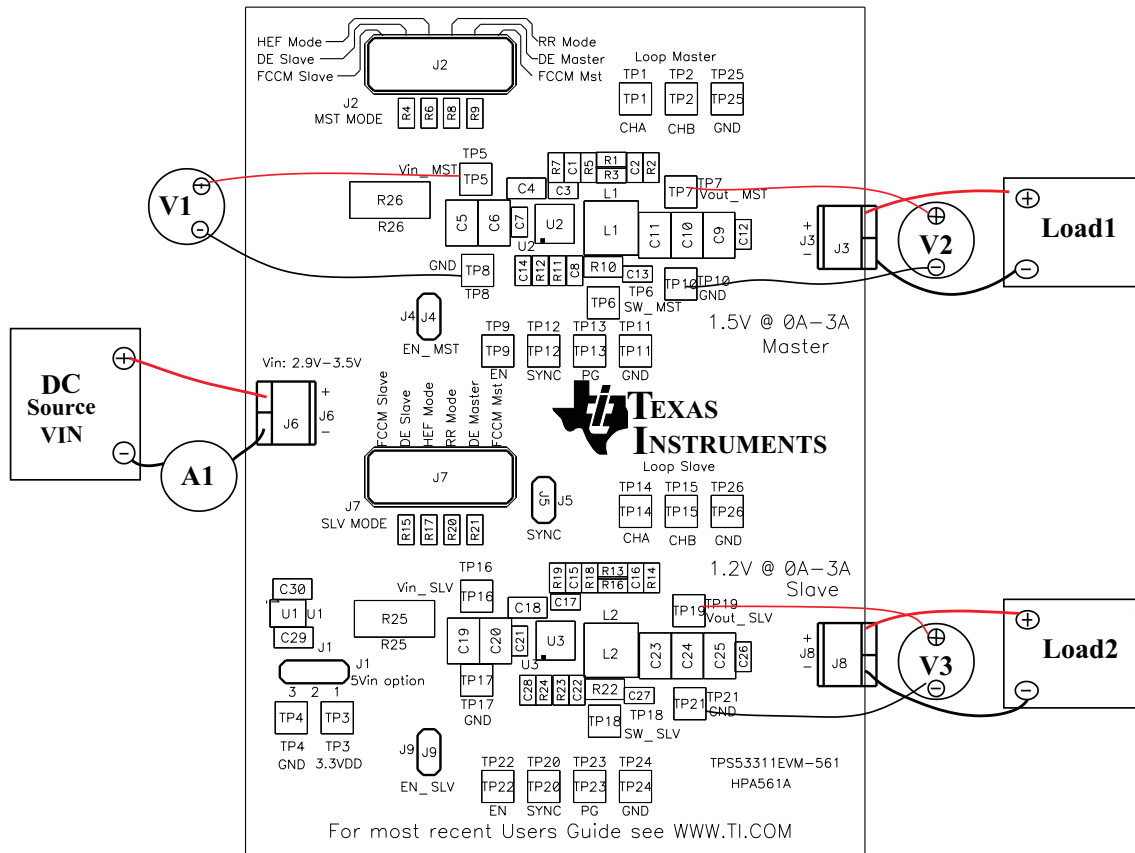 HEF Mode
DE Slave
FCCM Slave
RR Mode
DE Master
FCCM Mst
J2
J2
MST MODE
R4
R6
R8
R9
Loop Master
TP1
TP2
TP25
TP1
TP2
TP25
CHA
CHB
GND
V1
Vin_MST
TP5
TP5
R26
R26
C4
C3
R7
C1
R5
R1
R3
C2
R2
L1
L1
C5
C6
C7
U2
U2
C11
C10
C9
C12
TP7
TP7
Vout_MST
GND
TP8
TP8
C14
R12
R11
C8
R10
C13
TP6
TP6
SW_MST
TP10
TP10
GND
+
J3
-
J3
V2
Load1
1.5V @ 0A-3A
Master
J4
J4
EN_MST
TP9
TP12
TP13
TP11
TP9
TP12
TP13
TP11
EN
SYNC
PG
GND
DC
Source
VIN
A1
Vin: 2.9V-3.5V
J6
+
J6
-
FCCM Slave
DE Slave
HEF Mode
RR Mode
DE Master
FCCM Mst
TEXAS
INSTRUMENTS
J7
J7
SLV MODE
R15
R17
R20
R21
J5
J5
SYNC
Loop Slave
TP14
TP15
TP26
TP14
TP15
TP26
CHA
CHB
GND
1.2V @ 0A-3A
Slave
C30
U1
U1
C29
J1
J1
5Vin option
3 2 1
TP4
TP3
TP4
TP3
GND
3.3VDD
Vin_SLV
TP16
TP16
R25
R25
C18
C17
R19
C15
R18
R13
R16
C16
R14
L2
L2
C19
C20
C21
U3
U3
C23
C24
C25
C26
TP19
TP19
Vout_SLV
TP17
TP17
GND
C28
R24
R23
C22
R22
C27
TP18
TP18
SW_SLV
TP21
TP21
GND
+
J8
-
J8
V3
Load2
J9
J9
EN_SLV
TP22
TP20
TP23
TP24
TP22
TP20
TP23
TP24
EN
SYNC
PG
GND
TPS53311EVM-561
HPA561A
For most recent Users Guide see WWW.TI.COM